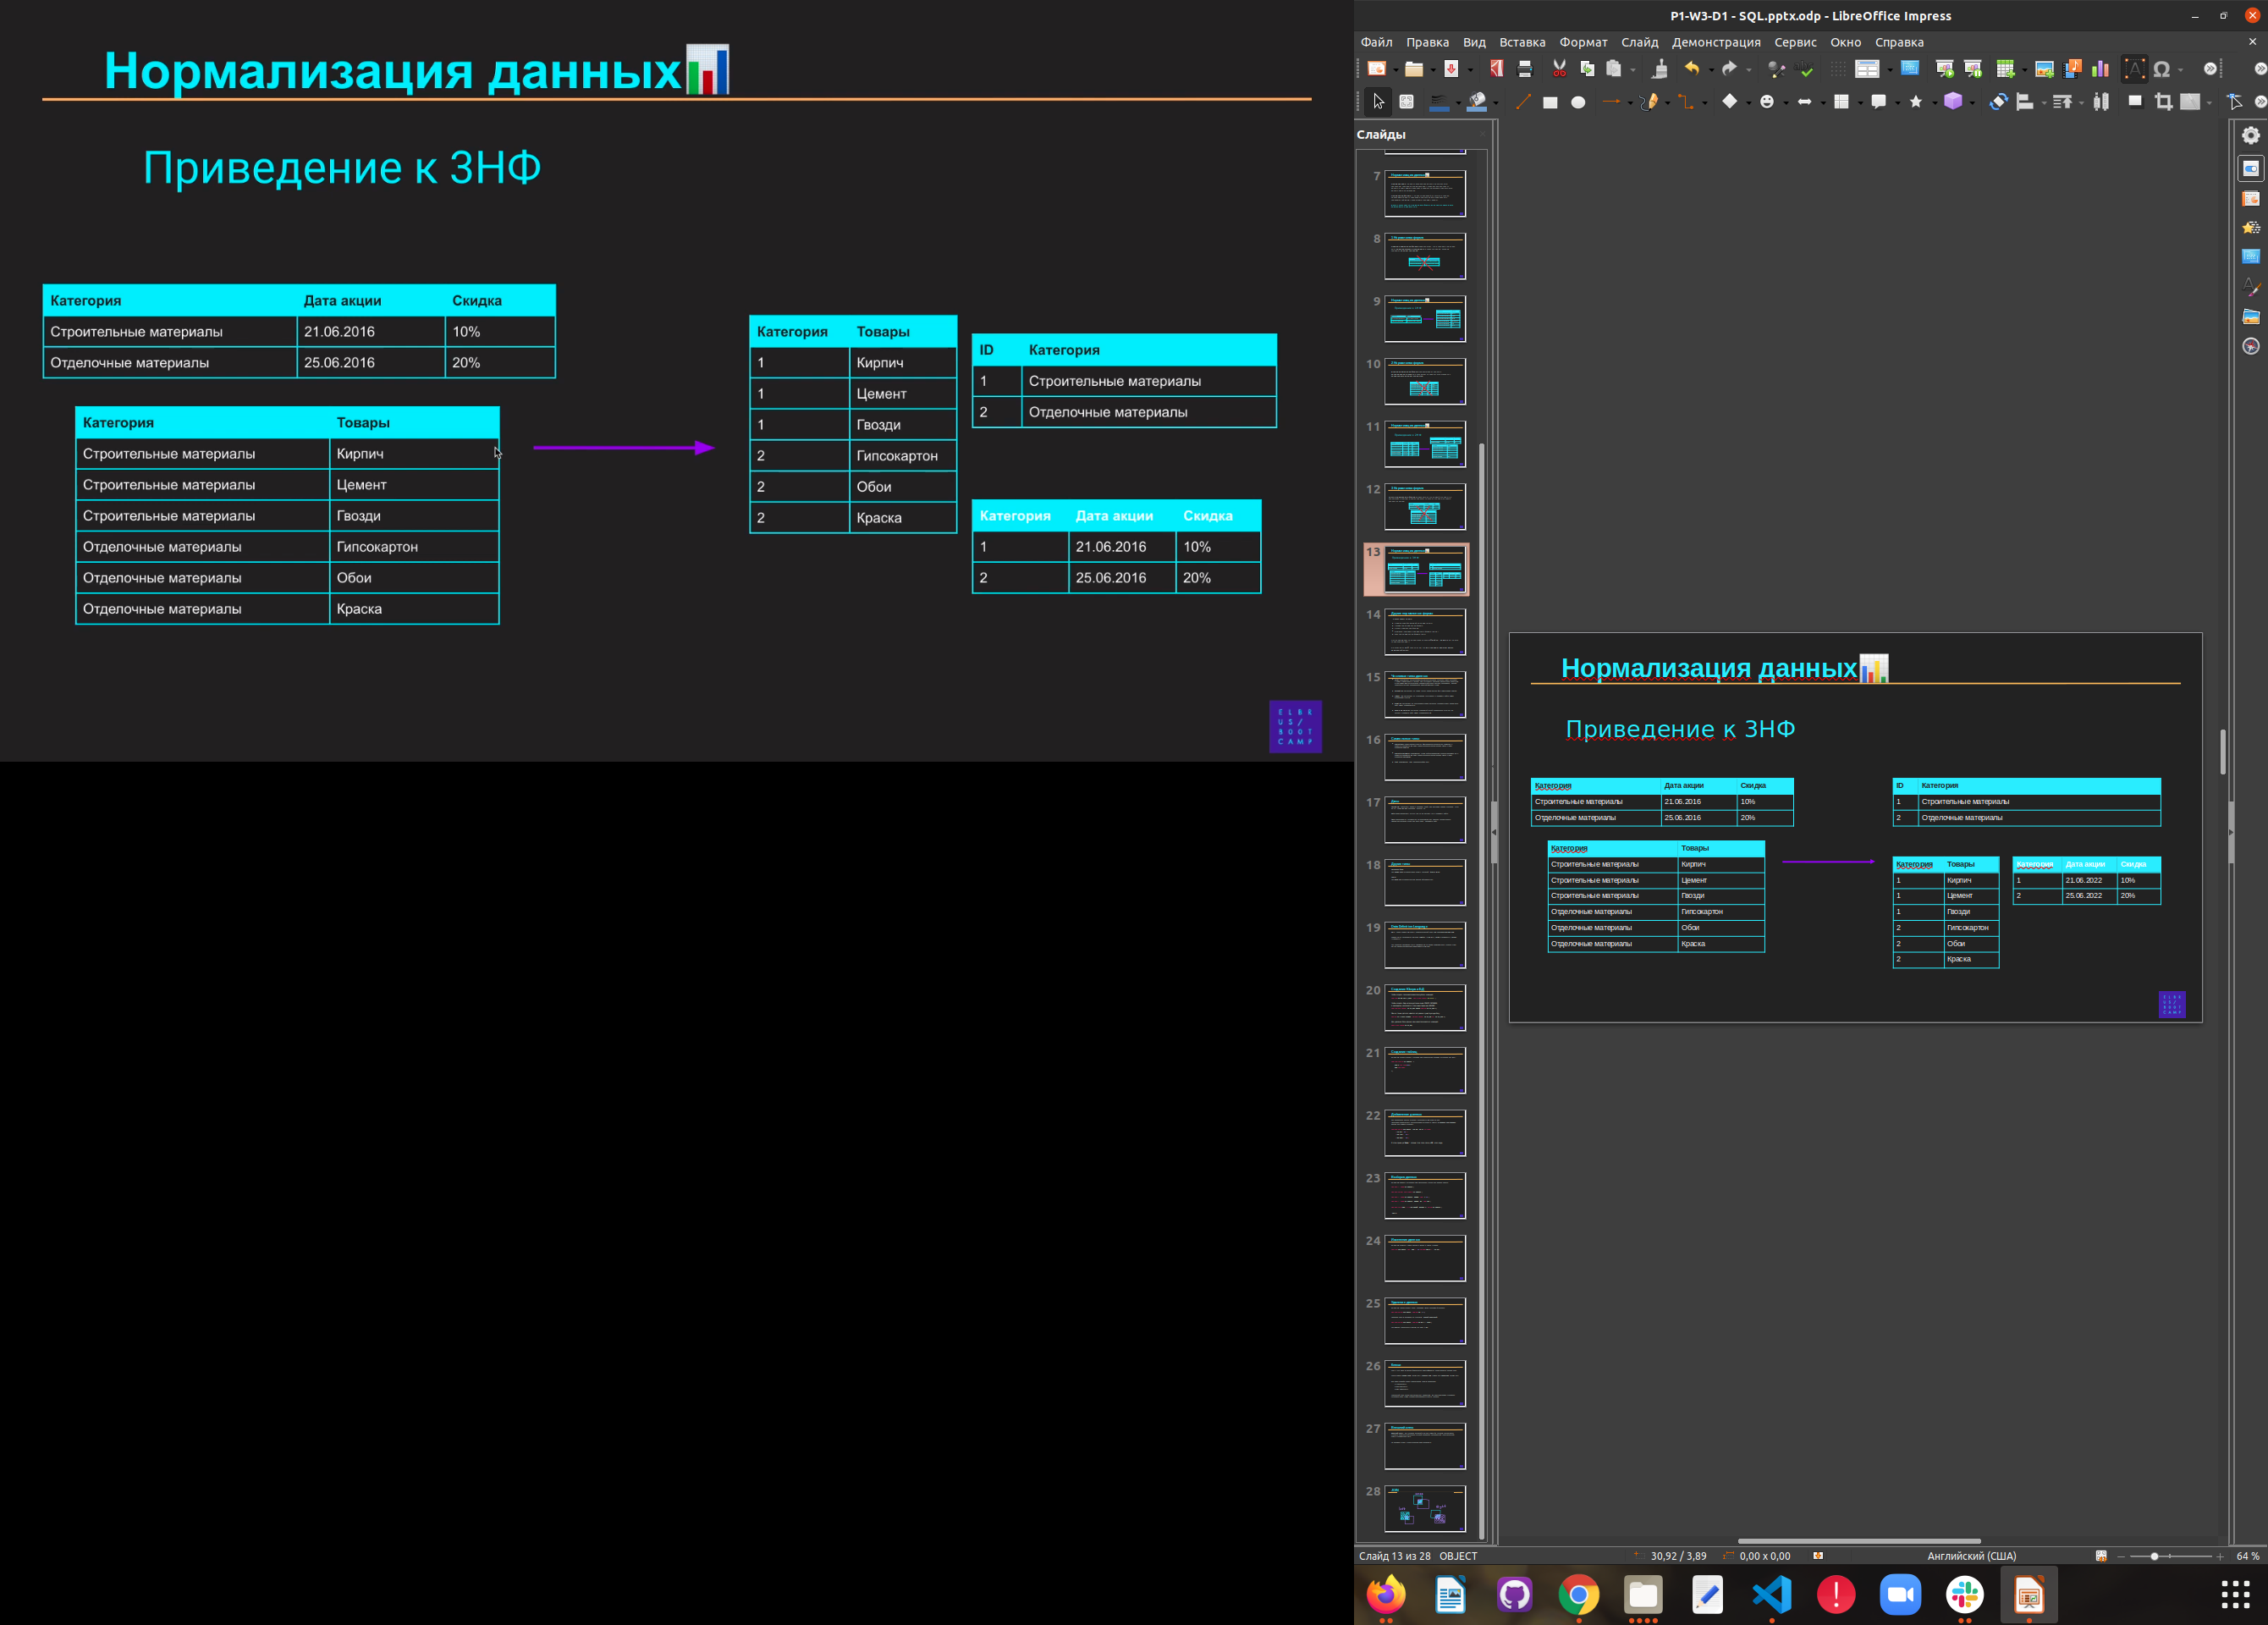 Нормализация данных
Приведение к 3НФ
Категория Дата акции Скидка
Строительные материалы 21.06.2016 10%
Отделочные материалы 25.06.2016 20%
Категория Товары
Строительные материалы Кирпич
Строительные материалы Цемент
Строительные материалы Гвозди
Отделочные материалы Гипсокартон
Отделочные материалы Обои
Отделочные материалы Краска
Категория Товары
1 Кирпич
1 Цемент
1 Гвозди
2 Гипсокартон
2 Обои
2 Краска
ID Категория
1 Строительные материалы
2 Отделочные материалы
Категория Дата акции Скидка
1 21.06.2016 10%
2 25.06.2016 20%
ELBR
US/
BOOT
CAMP
P1-W3-D1 - SQL.pptx.odp - LibreOffice Impress
Файл Правка Вид Вставка Формат Слайд Демонстрация Сервис Окно Справка
Слайды
7
8
9
10
11
12
13
14
15
16
17
18
19
20
21
22
23
24
25
26
27
28
Нормализация данных
Приведение к 3НФ
Категория Дата акции Скидка
Строительные материалы 21.06.2016 10%
Отделочные материалы 25.06.2016 20%
Категория Товары
Строительные материалы Кирпич
Строительные материалы Цемент
Строительные материалы Гвозди
Отделочные материалы Гипсокартон
Отделочные материалы Обои
Отделочные материалы Краска
ID Категория
1 Строительные материалы
2 Отделочные материалы
Категория Товары
1 Кирпич
1 Цемент
1 Гвозди
2 Гипсокартон
2 Обои
2 Краска
Категория Дата акции Скидка
1 21.06.2022 10%
2 25.06.2022 20%
ELBR
US/
BOOT
CAMP
Слайд 13 из 28 OBJECT 30,92 / 3,89 0,00 x 0,00 Английский (США) 64 %